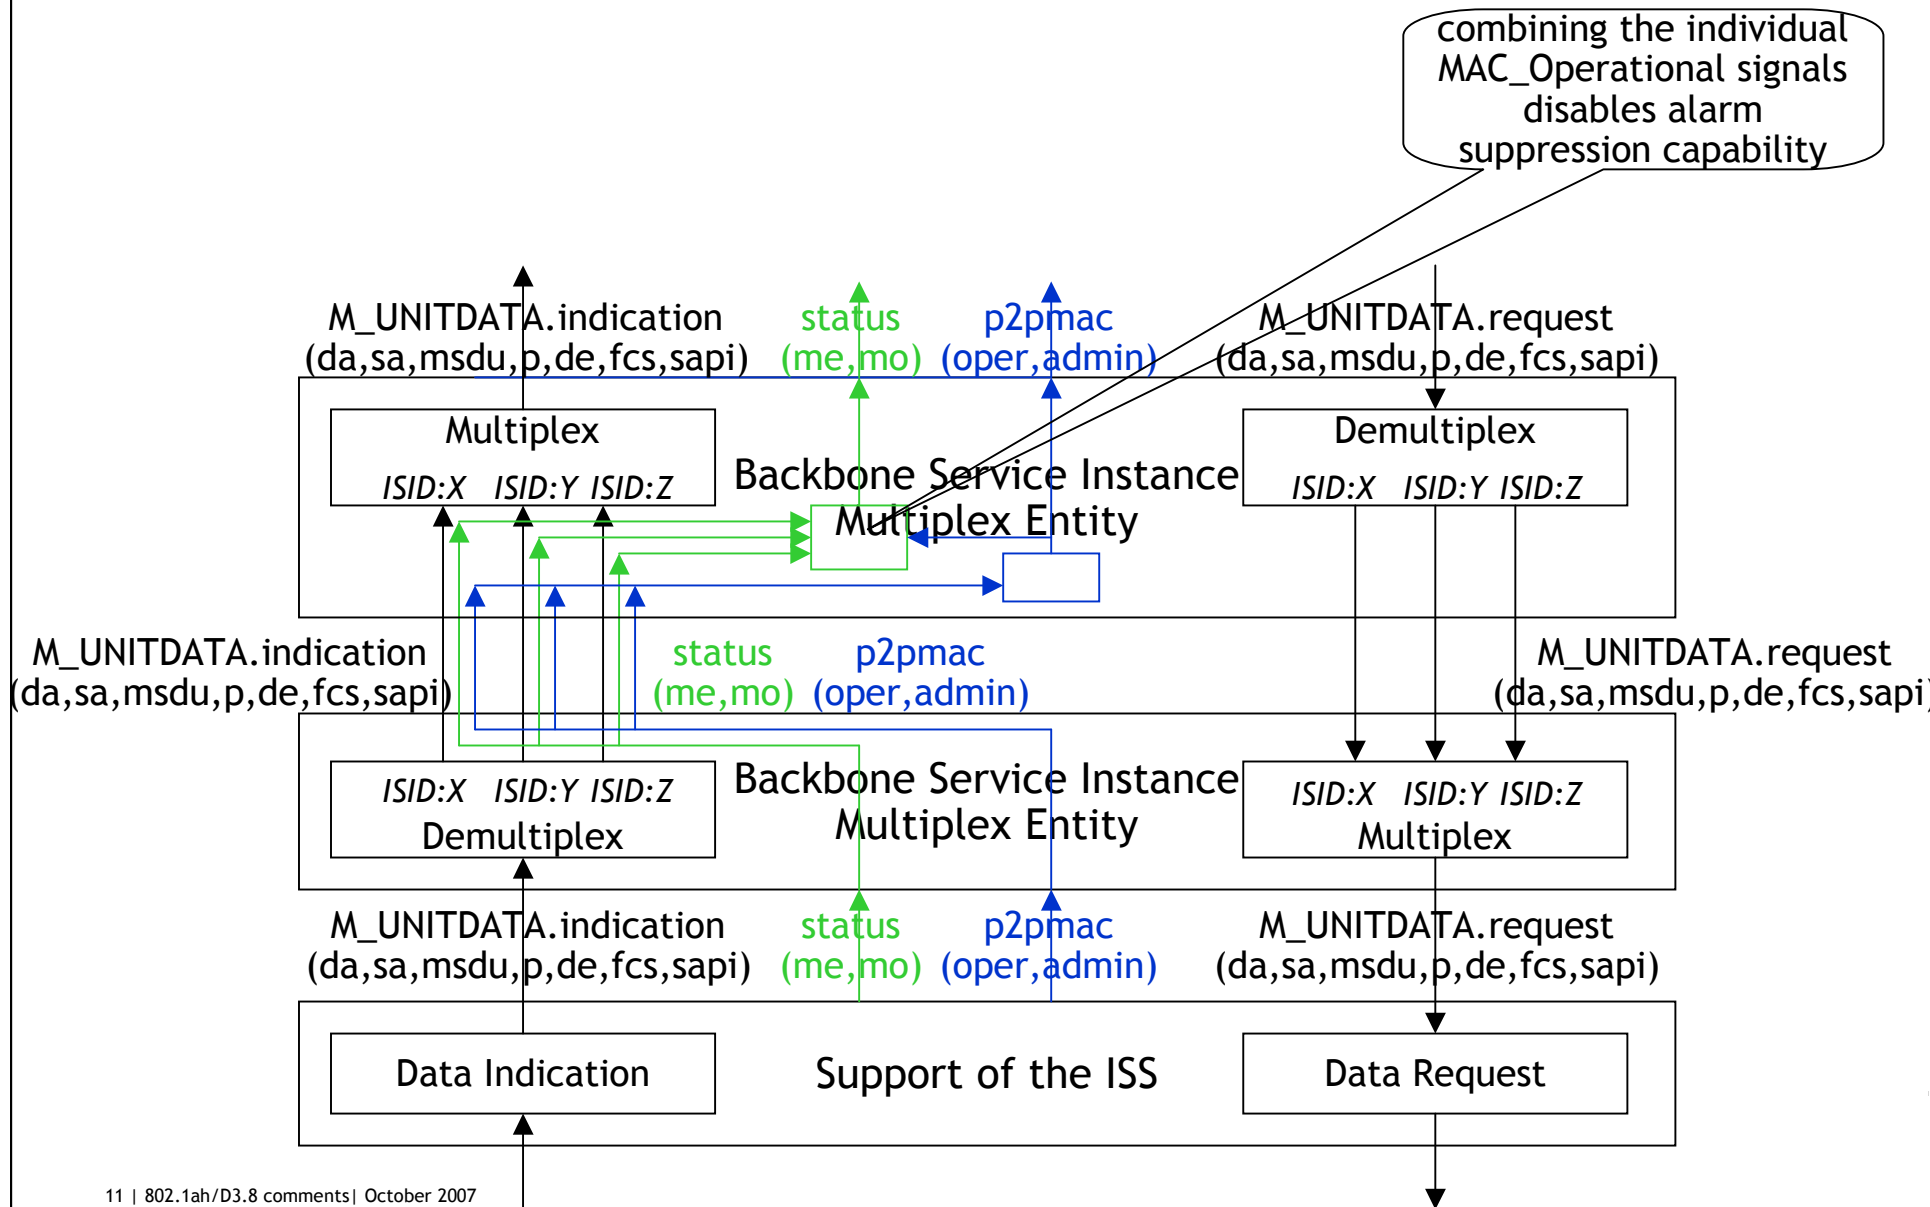 combining the individual
MAC_Operational signals
disables alarm
suppression capability
M_UNITDATA.indication
(da,sa,msdu,p,de,fcs,sapi)
status
(me,mo)
p2pmac
(oper,admin)
M_UNITDATA.request
(da,sa,msdu,p,de,fcs,sapi)
Multiplex
ISID:X ISID:Y ISID:Z
Backbone Service Instance
Multiplex Entity
Demultiplex
ISID:X ISID:Y ISID:Z
M_UNITDATA.indication
(da,sa,msdu,p,de,fcs,sapi)
status
(me,mo)
p2pmac
(oper,admin)
M_UNITDATA.request
(da,sa,msdu,p,de,fcs,sapi)
ISID:X ISID:Y ISID:Z
Demultiplex
Backbone Service Instance
Multiplex Entity
ISID:X ISID:Y ISID:Z
Multiplex
M_UNITDATA.indication
(da,sa,msdu,p,de,fcs,sapi)
status
(me,mo)
p2pmac
(oper,admin)
M_UNITDATA.request
(da,sa,msdu,p,de,fcs,sapi)
Data Indication
Support of the ISS
Data Request
11 | 802.1ah/D3.8 comments| October 2007